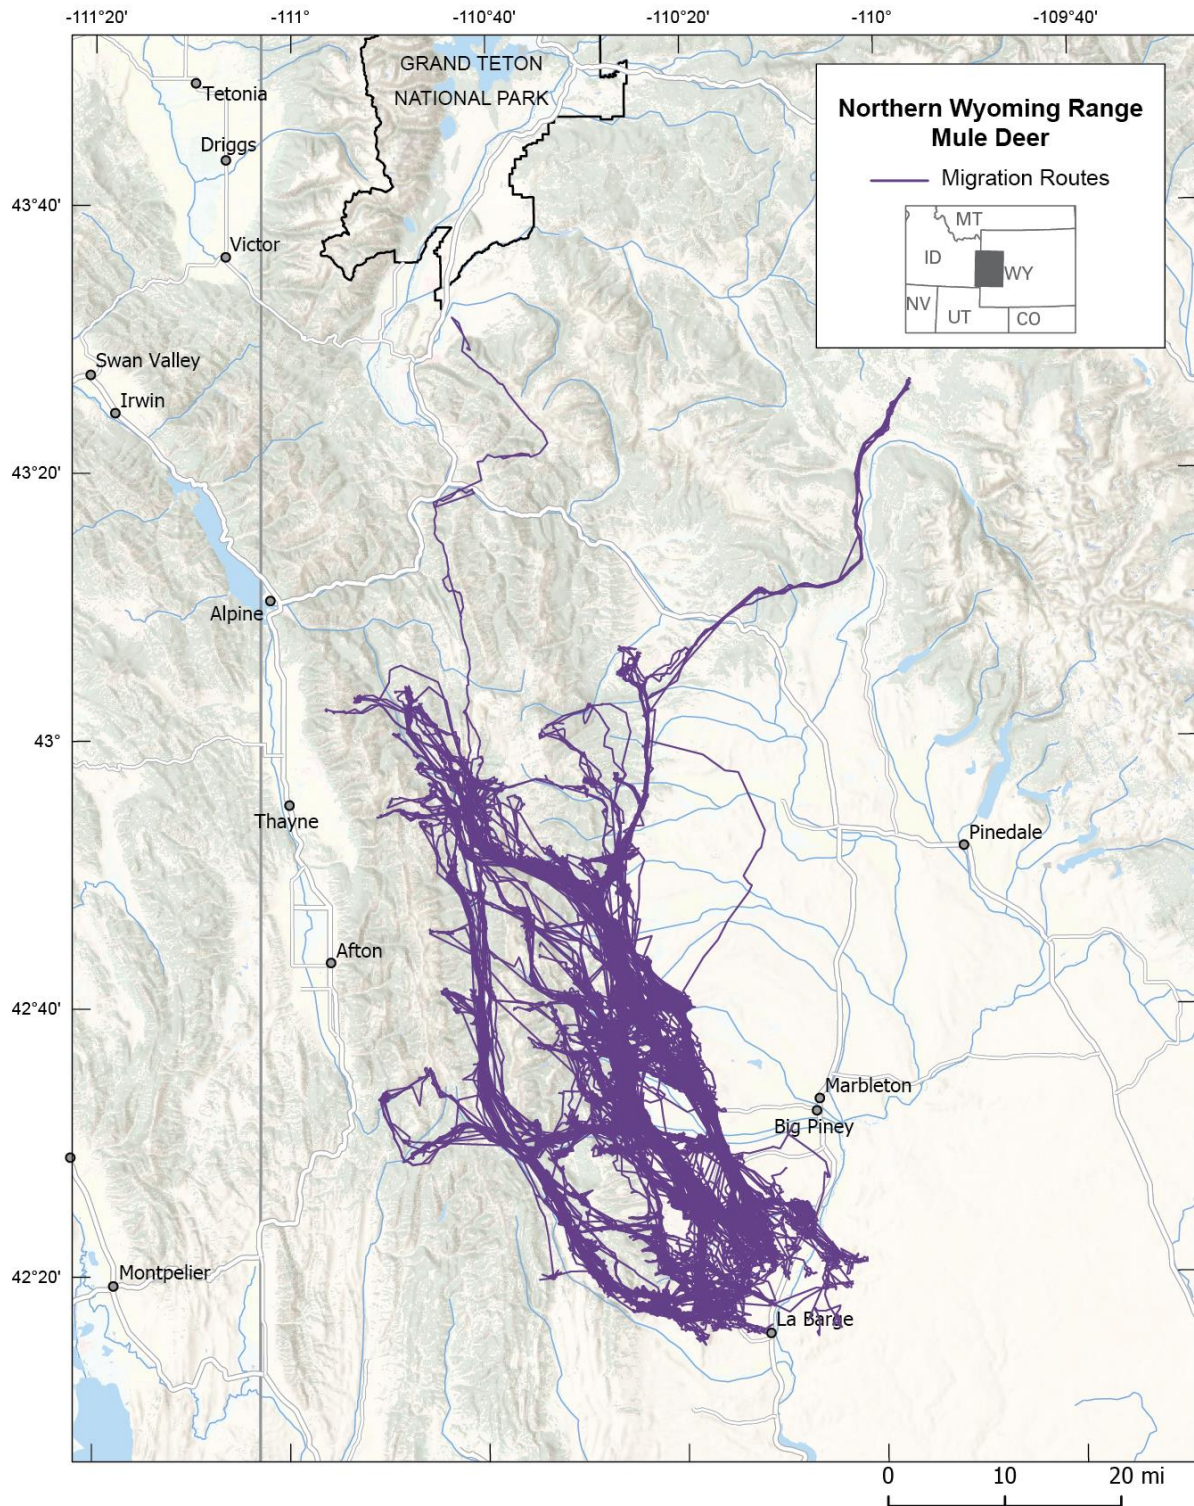 -111°20'
-111°
-110°40'
-110°20'
-110°
-109°40'
GRAND TETON
NATIONAL PARK
Northern Wyoming Range
Mule Deer
Migration Routes
MT
ID
WY
NV
UT
CO
Tetonia
Driggs
43°40'
Victor
Swan Valley
Irwin
43°20'
Alpine
43°
Thayne
Pinedale
Afton
42°40'
Marbleton
Big Piney
42°20'
Montpelier
La Barge
0
10
20 mi